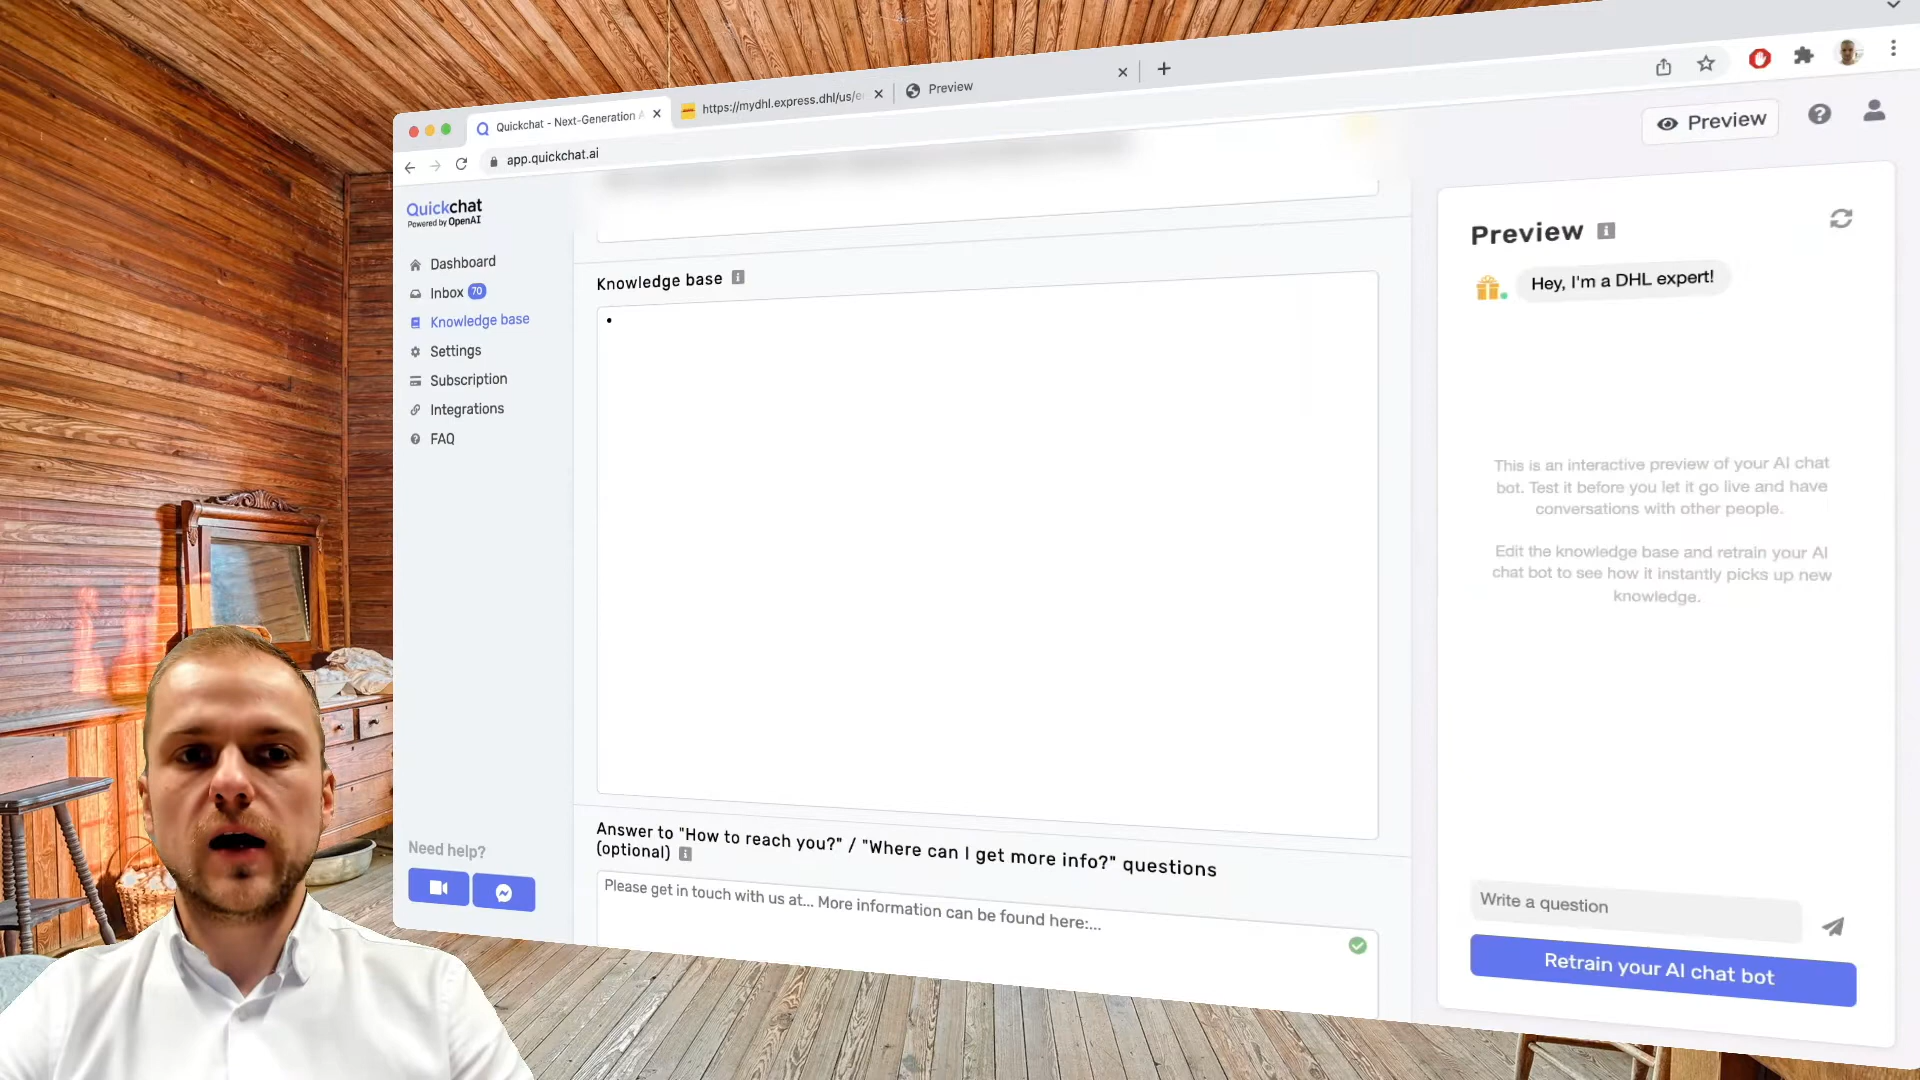 Quickchat - Next-Generation A
https://mydhl.express.dhl/us/e
Preview
app.quickchat.ai
Preview
Quickchat
Powered by OpenAI
Dashboard
Inbox 70
Knowledge base
Settings
Subscription
Integrations
FAQ
Need help?
Knowledge base
Answer to "How to reach you?" / "Where can I get more info?" questions
(optional)
Please get in touch with us at... More information can be found here:....
Preview
Hey, I'm a DHL expert!
This is an interactive preview of your AI chat
bot. Test it before you let it go live and have
conversations with other people.
Edit the knowledge base and retrain your AI
chat bot to see how it instantly picks up new
knowledge.
Write a question
Retrain your AI chat bot